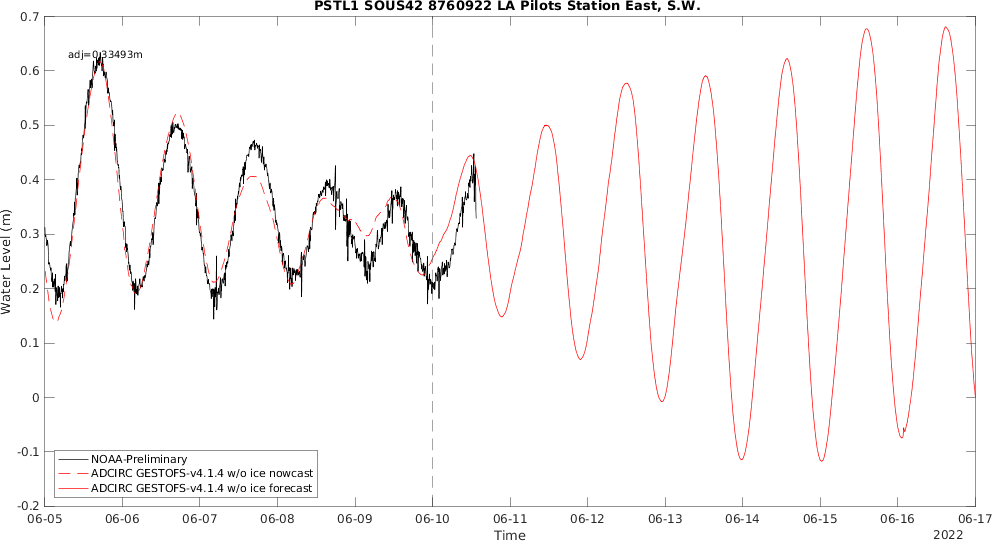 PSTL1 SOUS42 8760922 LA Pilots Station East, S.W.
adj=0.33493m
0.7
0.6
0.5
0.4
0.3
0.2
0.1
0
-0.1
-0.2
Water Level (m)
NOAA-Preliminary
ADCIRC GESTOFS-v4.1.4 w/o ice nowcast
ADCIRC GESTOFS-v4.1.4 w/o ice forecast
06-05 06-06 06-07 06-08 06-09 06-10 06-11 06-12 06-13 06-14 06-15 06-16 06-17
Time
2022